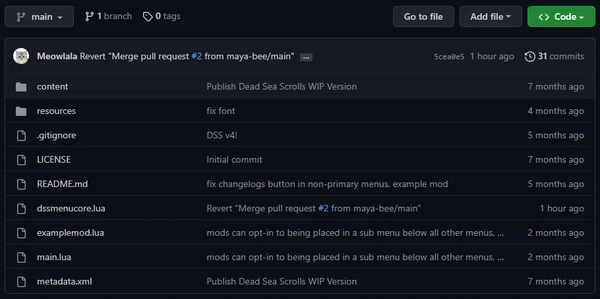 main 1 branch 0 tags Go to file Add file Code
Meowlala Revert "Merge pull request #2 from maya-bee/main" ... 5cea0e5 1 hour ago 31 commits
content Publish Dead Sea Scrolls WIP Version 7 months ago
resources fix font 4 months ago
.gitignore DSS v4! 5 months ago
LICENSE Initial commit 7 months ago
README.md fix changelogs button in non-primary menus, example mod 5 months ago
dssmenucore.lua Revert "Merge pull request #2 from maya-bee/main" 1 hour ago
examplemod.lua mods can opt-in to being placed in a sub menu below all other menus, ... 2 months ago
main.lua mods can opt-in to being placed in a sub menu below all other menus, ... 2 months ago
metadata.xml Publish Dead Sea Scrolls WIP Version 7 months ago